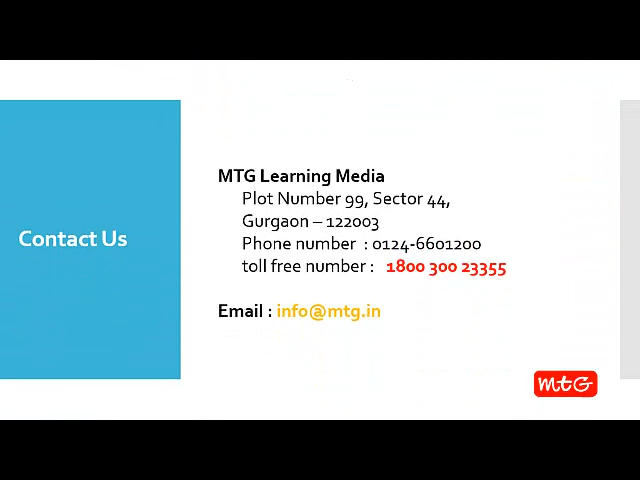 Contact Us
MTG Learning Media
Plot Number 99, Sector 44,
Gurgaon – 122003
Phone number : 0124-6601200
toll free number : 1800 300 23355
Email : info@mtg.in
mtG